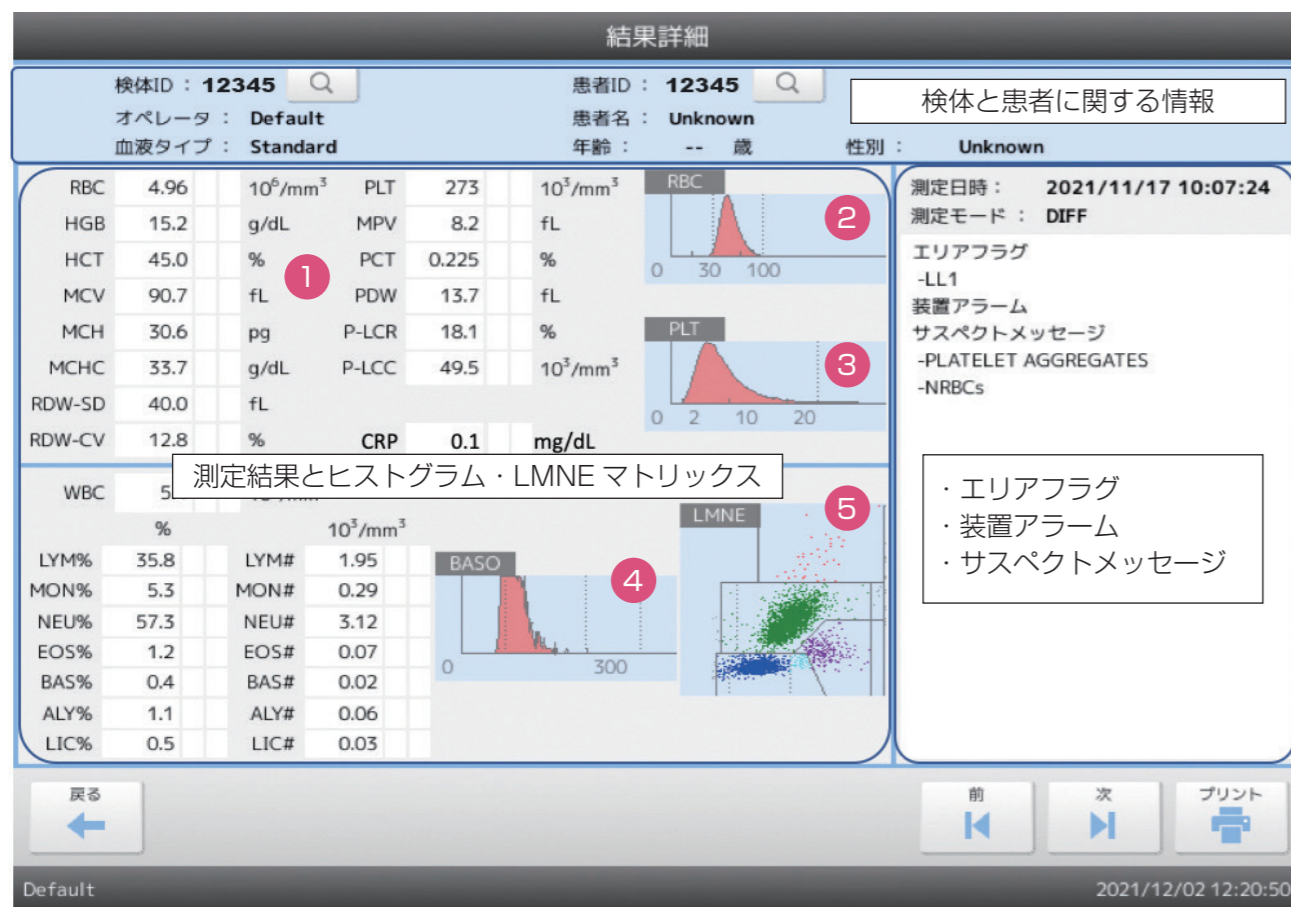 結果詳細
検体ID : 12345 患者ID : 12345
検体と患者に関する情報
オペレータ : Default 患者名 : Unknown
血液タイプ : Standard 年齢 : -- 歳 性別 : Unknown
RBC 4.96 10⁶/mm³ PLT 273 10³/mm³
HGB 15.2 g/dL MPV 8.2 fL
HCT 45.0 % PCT 0.225 %
MCV 90.7 fL PDW 13.7 fL
MCH 30.6 pg P-LCR 18.1 %
MCHC 33.7 g/dL P-LCC 49.5 10³/mm³
RDW-SD 40.0 fL
RDW-CV 12.8 % CRP 0.1 mg/dL
1
RBC
2
0 30 100
PLT
3
0 2 10 20
測定結果とヒストグラム・LMNE マトリックス
WBC 5
% 10³/mm³
LYM% 35.8 LYM# 1.95
MON% 5.3 MON# 0.29
NEU% 57.3 NEU# 3.12
EOS% 1.2 EOS# 0.07
BAS% 0.4 BAS# 0.02
ALY% 1.1 ALY# 0.06
LIC% 0.5 LIC# 0.03
BASO
4
0 300
LMNE
5
測定日時 : 2021/11/17 10:07:24
測定モード : DIFF
エリアフラグ
-LL1
装置アラーム
サスペクトメッセージ
-PLATELET AGGREGATES
-NRBCs
・エリアフラグ
・装置アラーム
・サスペクトメッセージ
戻る 前 次 プリント
Default 2021/12/02 12:20:50